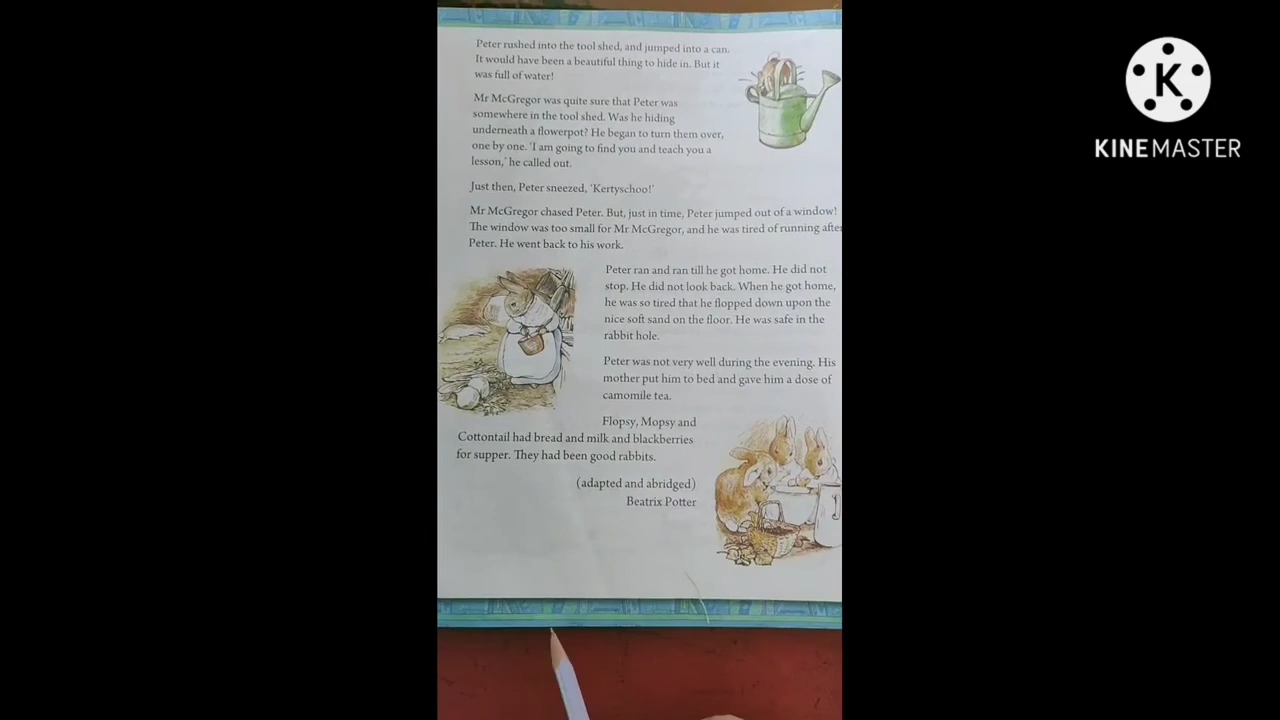 Peter rushed into the tool shed, and jumped into a can.
It would have been a beautiful thing to hide in. But it
was full of water!
Mr McGregor was quite sure that Peter was
somewhere in the tool shed. Was he hiding
underneath a flowerpot? He began to turn them over,
one by one. ‘I am going to find you and teach you a
lesson,’ he called out.
Just then, Peter sneezed, ‘Kertyschoo!’
Mr McGregor chased Peter. But, just in time, Peter jumped out of a window!
The window was too small for Mr McGregor, and he was tired of running after
Peter. He went back to his work.
Peter ran and ran till he got home. He did not
stop. He did not look back. When he got home,
he was so tired that he flopped down upon the
nice soft sand on the floor. He was safe in the
rabbit hole.
Peter was not very well during the evening. His
mother put him to bed and gave him a dose of
camomile tea.
Flopsy, Mopsy and
Cottontail had bread and milk and blackberries
for supper. They had been good rabbits.
(adapted and abridged)
Beatrix Potter
K
KINEMASTER